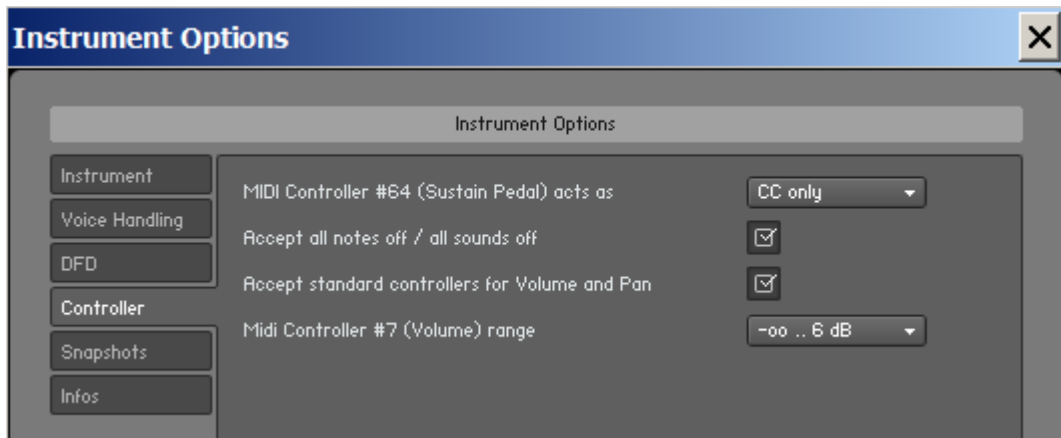 Instrument Options
Instrument Options
Instrument
Voice Handling
DFD
Controller
Snapshots
Infos
MIDI Controller #64 (Sustain Pedal) acts as CC only
Accept all notes off / all sounds off
Accept standard controllers for Volume and Pan
Midi Controller #7 (Volume) range -oo .. 6 dB